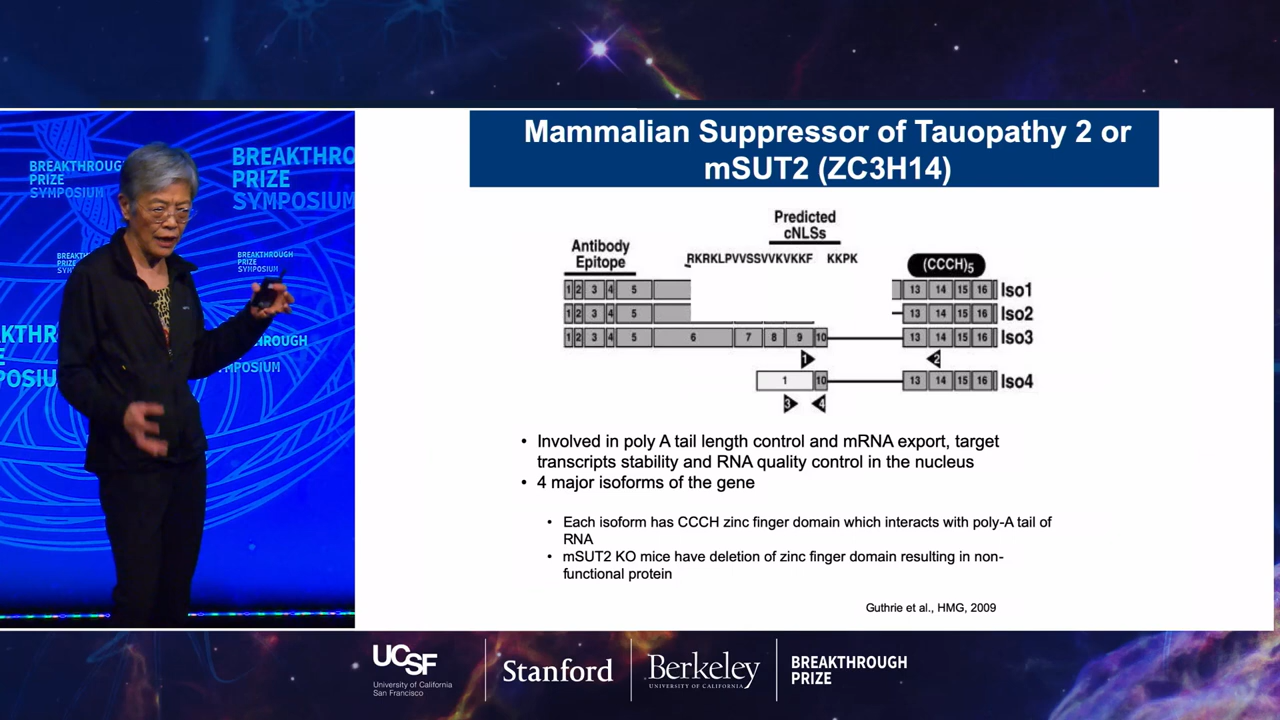 BREAKTHROUG
PRIZE
SYMPOSIUM
BREAKTHRO
PRIZE
SYMPOSIUM
BREAKTHROUGH
PRIZE
SYMPOSIUM
Mammalian Suppressor of Tauopathy 2 or
mSUT2 (ZC3H14)
Predicted
cNLSs
Antibody
Epitope
RKRKLPVVSSVVKVKKF KKPK
(CCCH)5
1 2 3 4 5 13 14 15 16 Iso1
1 2 3 4 5 13 14 15 16 Iso2
1 2 3 4 5 6 7 8 9 10 13 14 15 16 Iso3
1 2
1 10 13 14 15 16 Iso4
3 4
• Involved in poly A tail length control and mRNA export, target
transcripts stability and RNA quality control in the nucleus
• 4 major isoforms of the gene
• Each isoform has CCCH zinc finger domain which interacts with poly-A tail of
RNA
• mSUT2 KO mice have deletion of zinc finger domain resulting in non-
functional protein
Guthrie et al., HMG, 2009
UCSF
University of California
San Francisco
Stanford
Berkeley
UNIVERSITY OF CALIFORNIA
BREAKTHROUGH
PRIZE